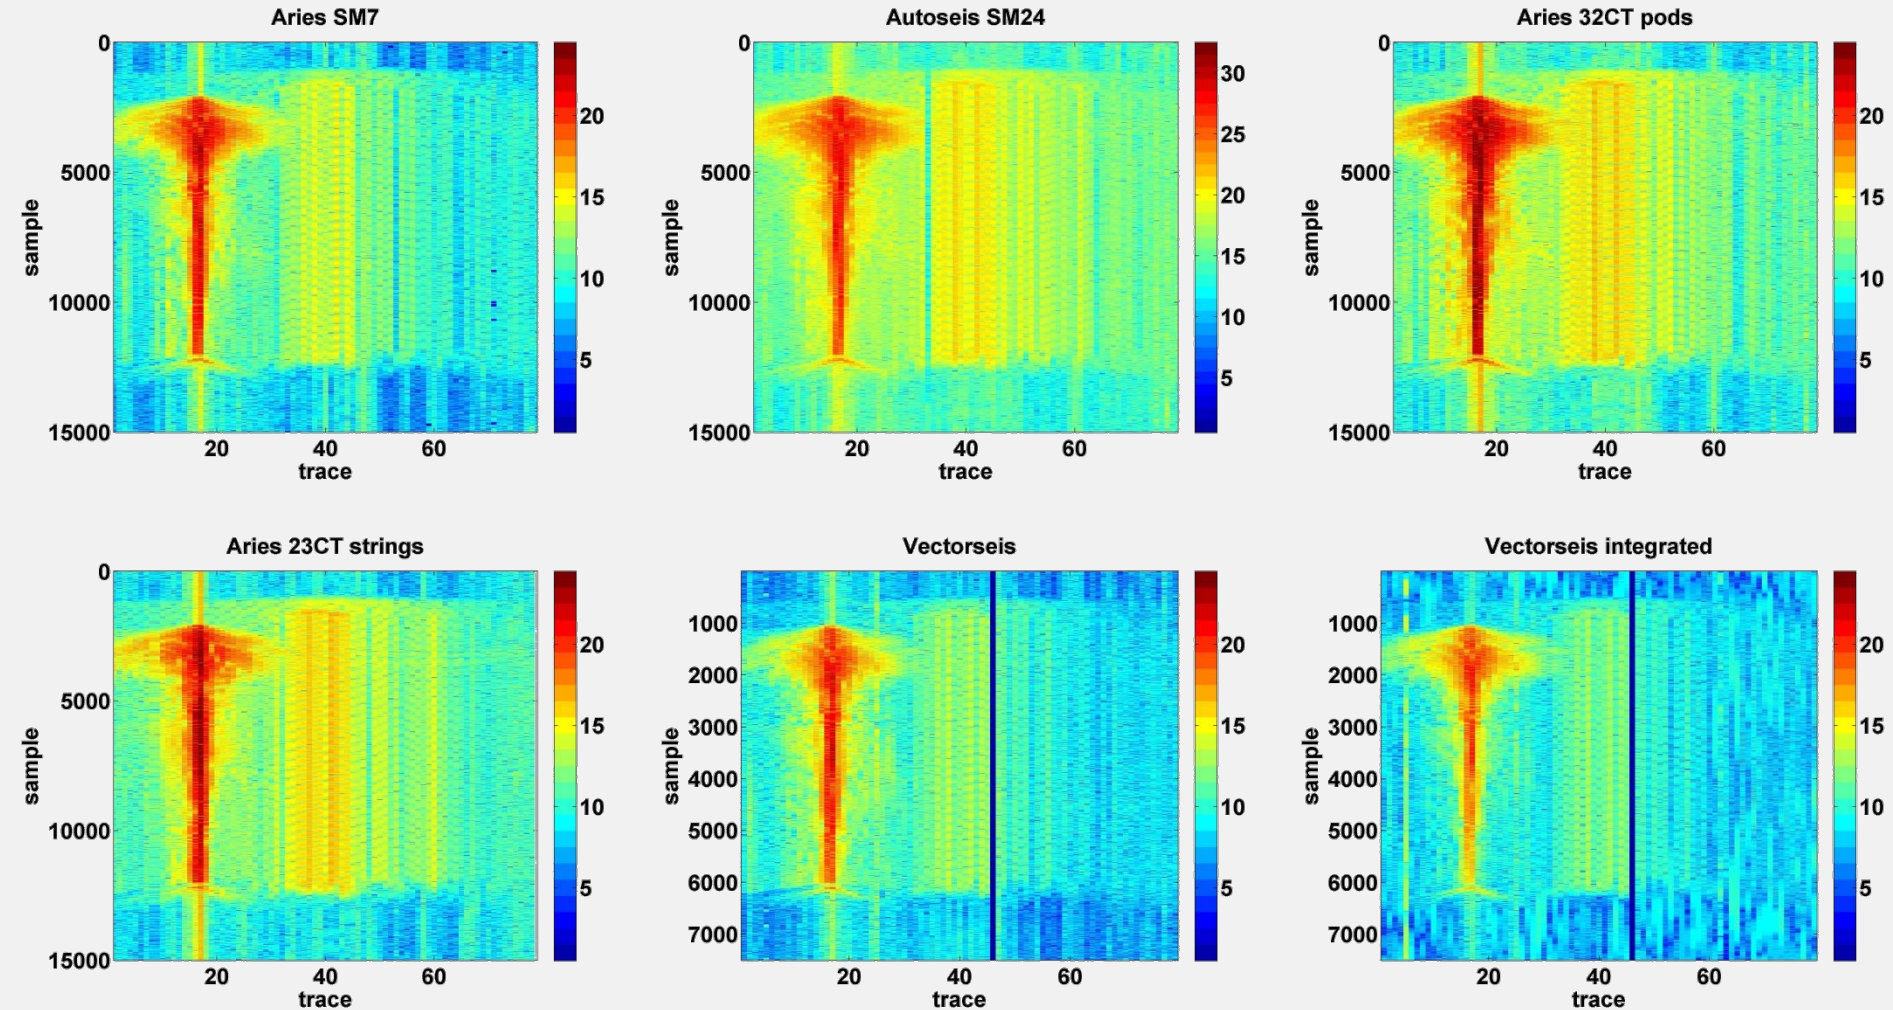 Aries SM7
0
5000
10000
15000
sample
20 40 60
trace
20
15
10
5
Autoseis SM24
0
5000
10000
15000
sample
20 40 60
trace
30
25
20
15
10
5
Aries 32CT pods
0
5000
10000
15000
sample
20 40 60
trace
20
15
10
5
Aries 23CT strings
0
5000
10000
15000
sample
20 40 60
trace
20
15
10
5
Vectorseis
1000
2000
3000
4000
5000
6000
7000
sample
20 40 60
trace
20
15
10
5
Vectorseis integrated
1000
2000
3000
4000
5000
6000
7000
sample
20 40 60
trace
20
15
10
5